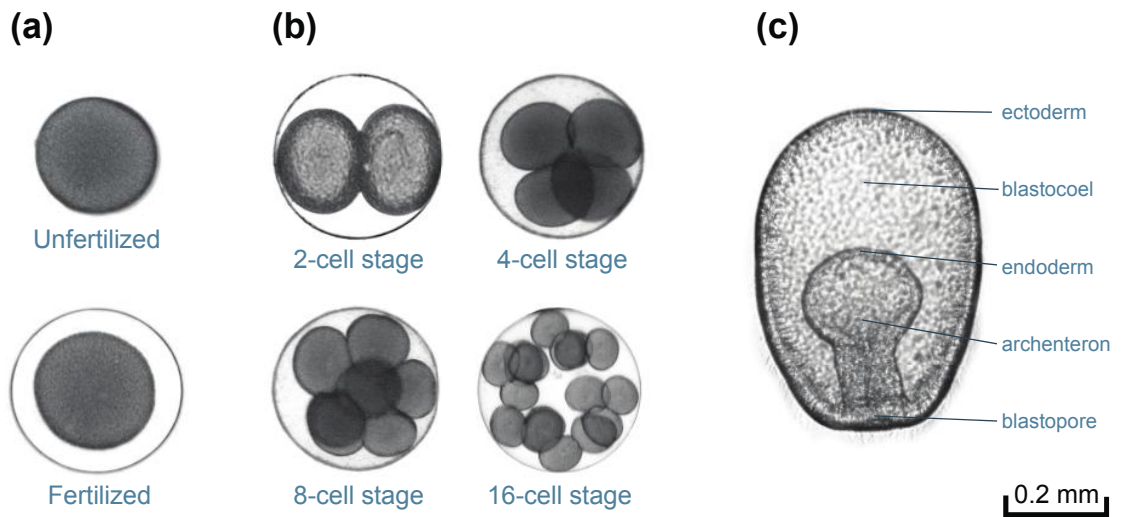 (a)
(b)
(c)
Unfertilized
Fertilized
2-cell stage
4-cell stage
8-cell stage
16-cell stage
ectoderm
blastocoel
endoderm
archenteron
blastopore
0.2 mm